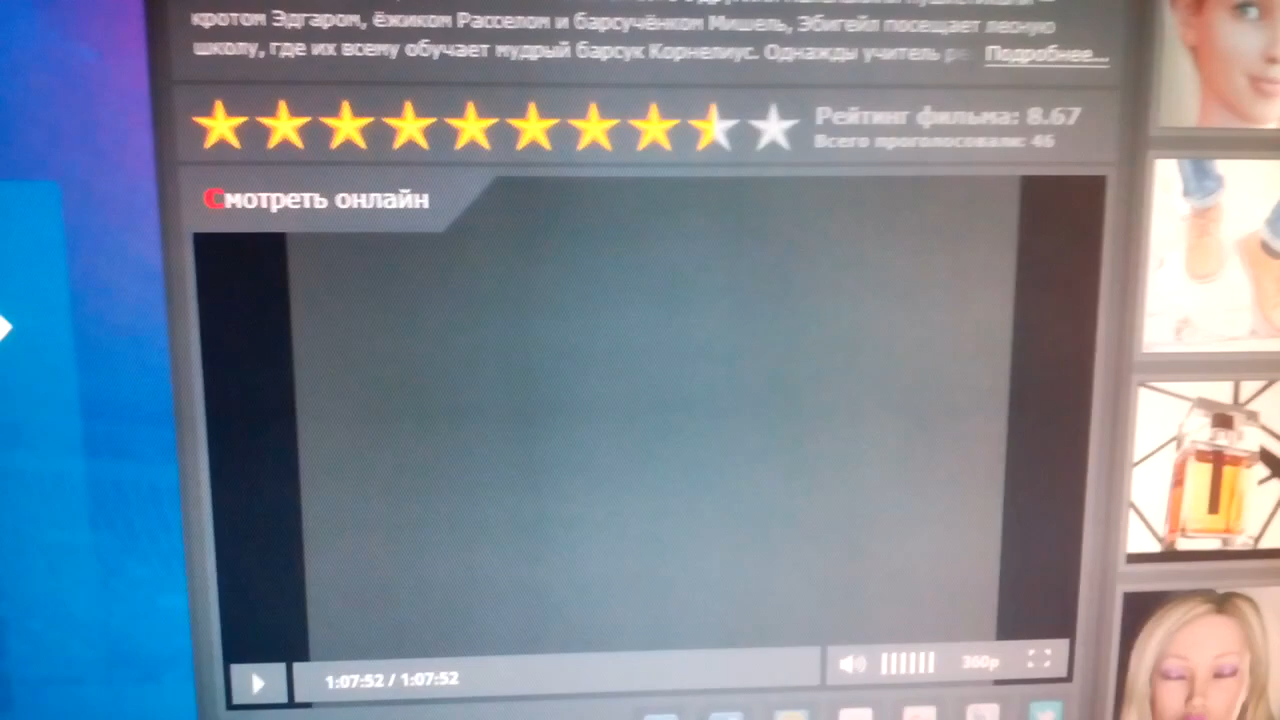 кротом Эдгаром, ёжиком Расселом и барсучёнком Мишель, Эбигейл посещает лесную
школу, где их всему обучает мудрый барсук Корнелиус. Однажды учитель Подробнее...
Рейтинг фильма: 8.67
Всего проголосовали: 46
Смотреть онлайн
1:07:52 / 1:07:52
360p